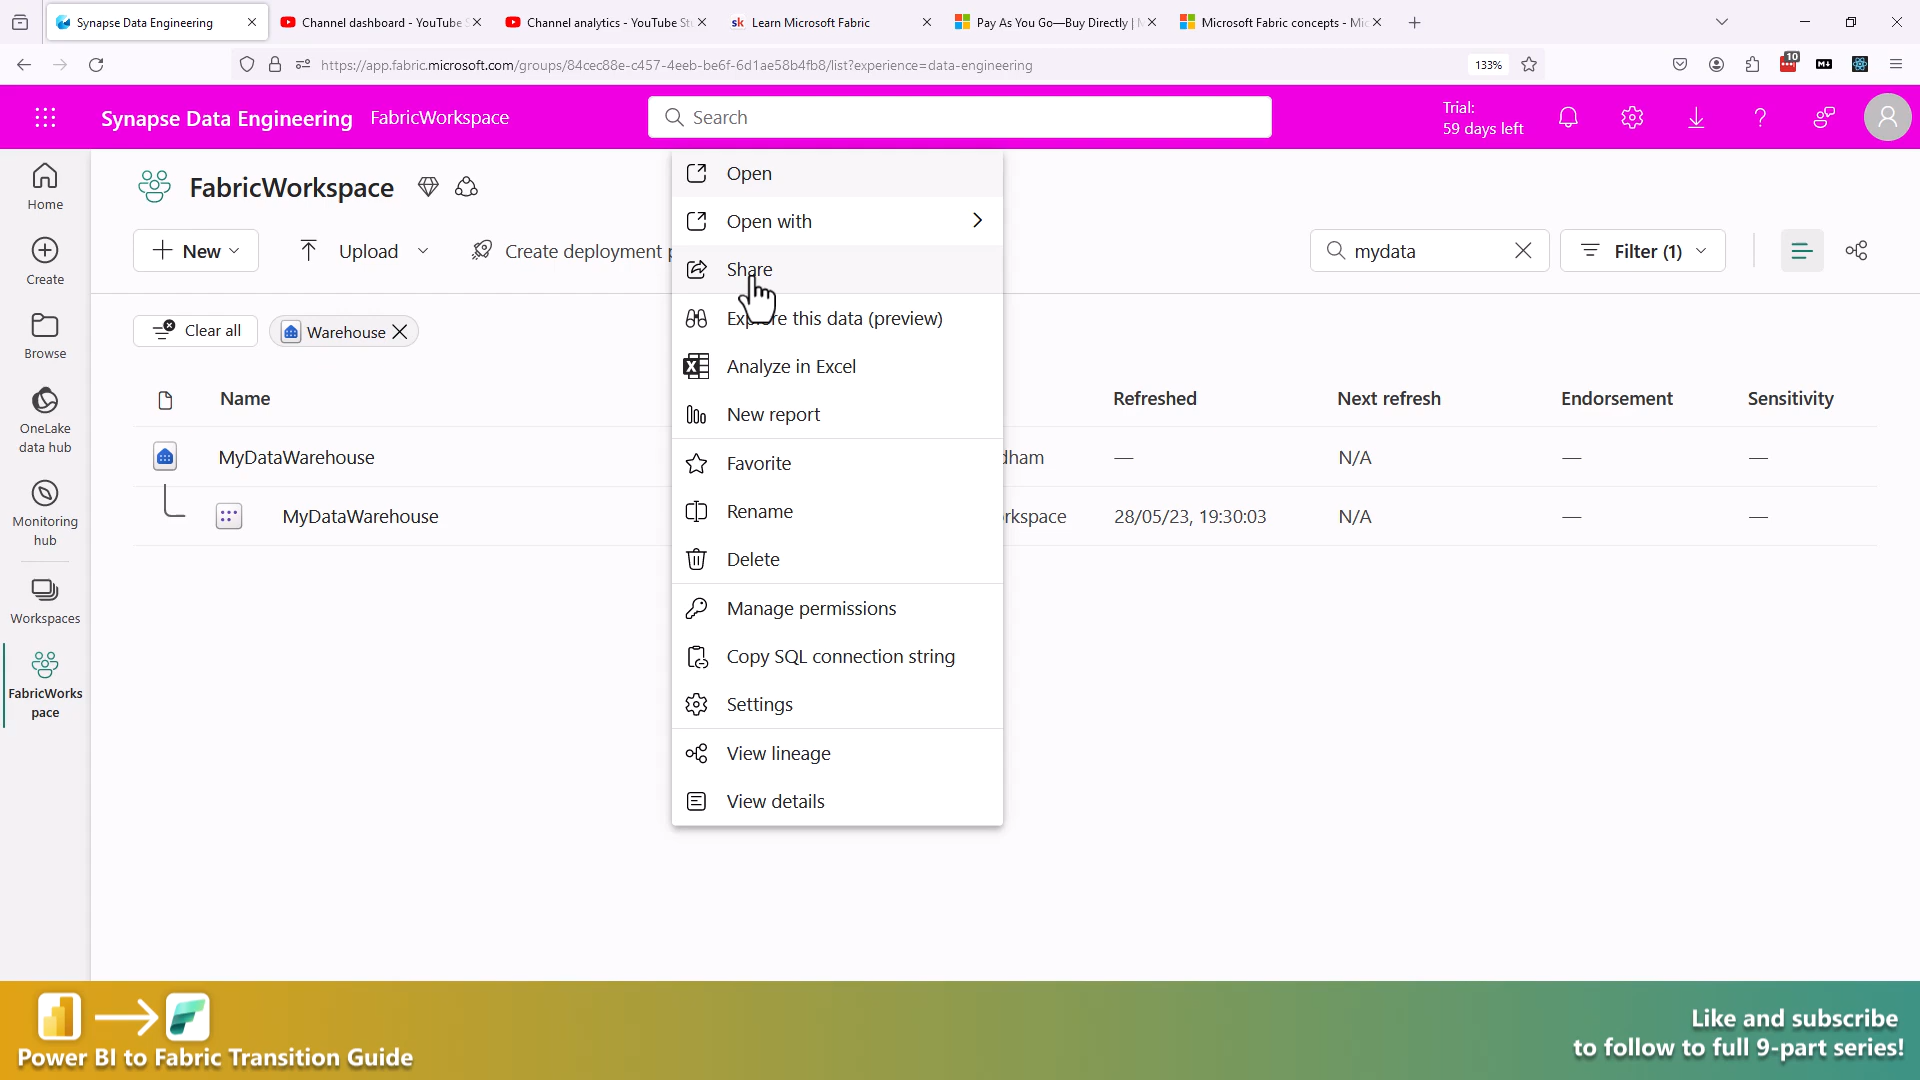 Synapse Data Engineering
Channel dashboard - YouTube
Channel analytics - YouTube
Learn Microsoft Fabric
Pay As You Go—Buy Directly |
Microsoft Fabric concepts - Mic
https://app.fabric.microsoft.com/groups/84cec88e-c457-4eeb-be6f-6d1ae58b4fb8/list?experience=data-engineering
133%
10
Synapse Data Engineering
FabricWorkspace
Search
Trial:
59 days left
Home
Create
Browse
OneLake
data hub
Monitoring
hub
Workspaces
FabricWorks
pace
FabricWorkspace
New
Upload
Create deployment
mydata
Filter (1)
Clear all
Warehouse
Name
Refreshed
Next refresh
Endorsement
Sensitivity
MyDataWarehouse
dham
—
N/A
—
—
MyDataWarehouse
rkspace
28/05/23, 19:30:03
N/A
—
—
Open
Open with
Share
Explore this data (preview)
Analyze in Excel
New report
Favorite
Rename
Delete
Manage permissions
Copy SQL connection string
Settings
View lineage
View details
Power BI to Fabric Transition Guide
Like and subscribe
to follow to full 9-part series!